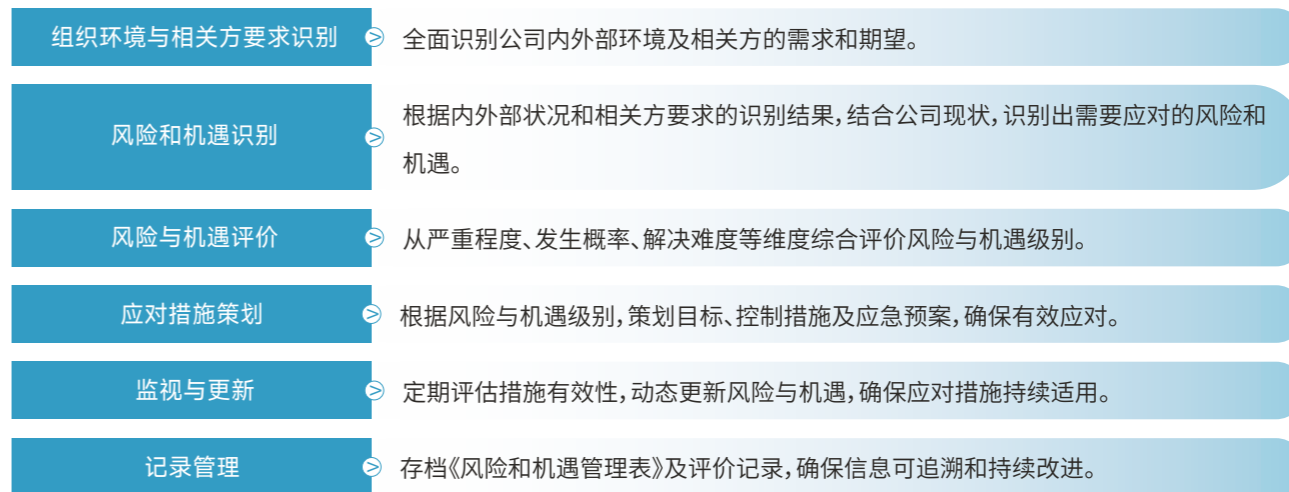 组织环境与相关方要求识别
全面识别公司内外部环境及相关方的需求和期望。
风险和机遇识别
根据内外部状况和相关方要求的识别结果，结合公司现状，识别出需要应对的风险和
机遇。
风险与机遇评价
从严重程度、发生概率、解决难度等维度综合评价风险与机遇级别。
应对措施策划
根据风险与机遇级别，策划目标、控制措施及应急预案，确保有效应对。
监视与更新
定期评估措施有效性，动态更新风险与机遇，确保应对措施持续适用。
记录管理
存档《风险和机遇管理表》及评价记录，确保信息可追溯和持续改进。